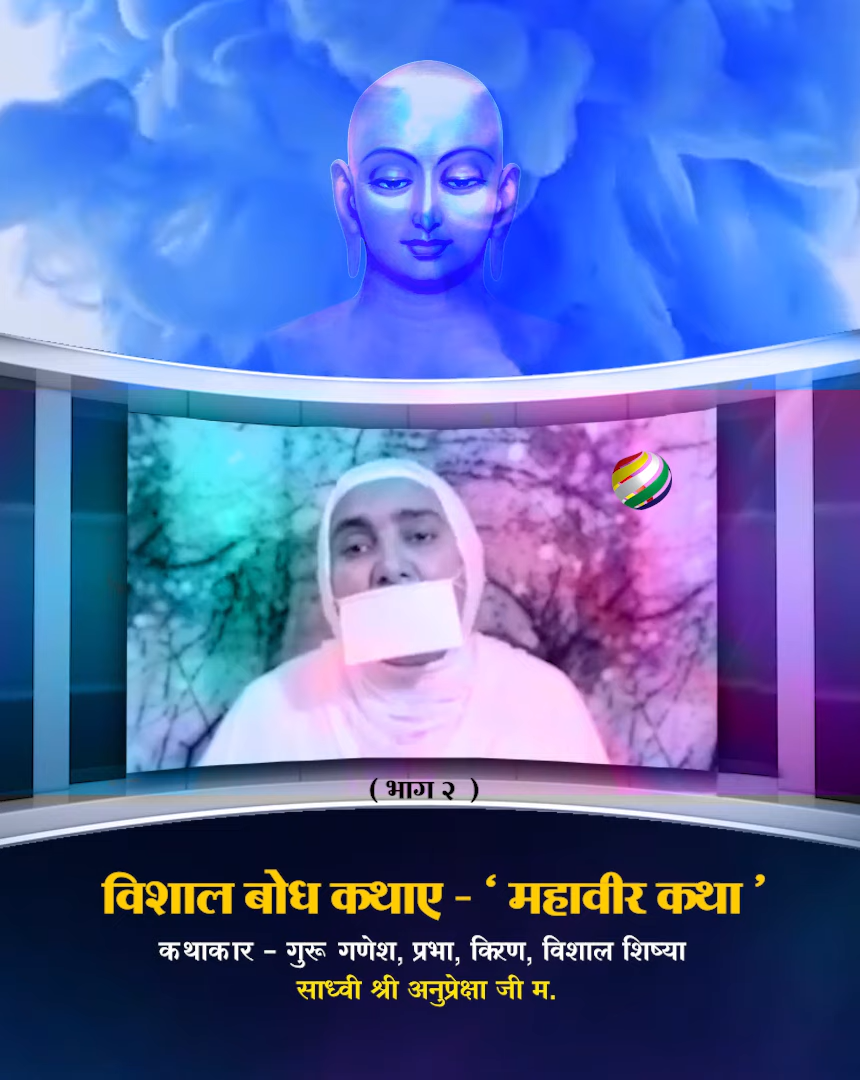 ( भाग २ )
विशाल बोध कथाए - ‘ महावीर कथा ’
कथाकार - गुरू गणेश, प्रभा, किरण, विशाल शिष्या
साध्वी श्री अनुप्रेक्षा जी म.